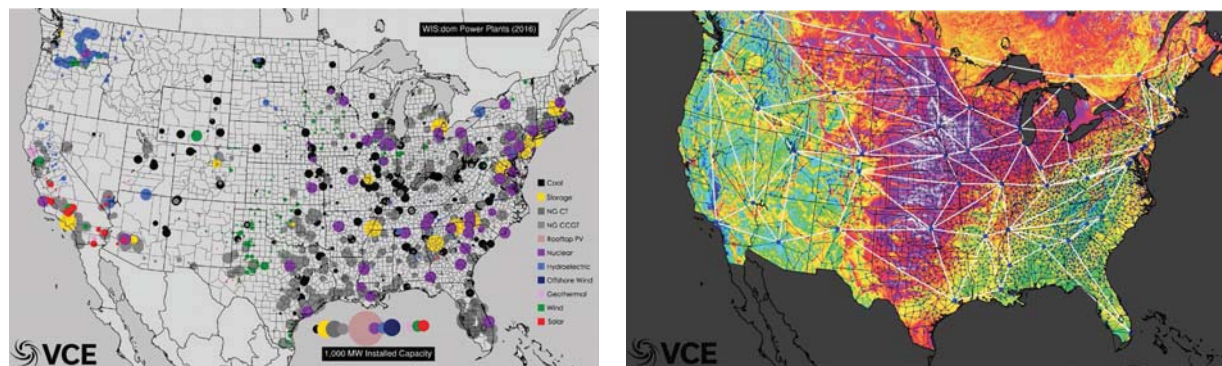 WIS:dom Power Plants (2016)
Coal
Storage
NG CT
NG CCGT
Rooftop PV
Nuclear
Hydroelectric
Offshore Wind
Geothermal
Wind
Solar
1,000 MW Installed Capacity
VCE
VCE